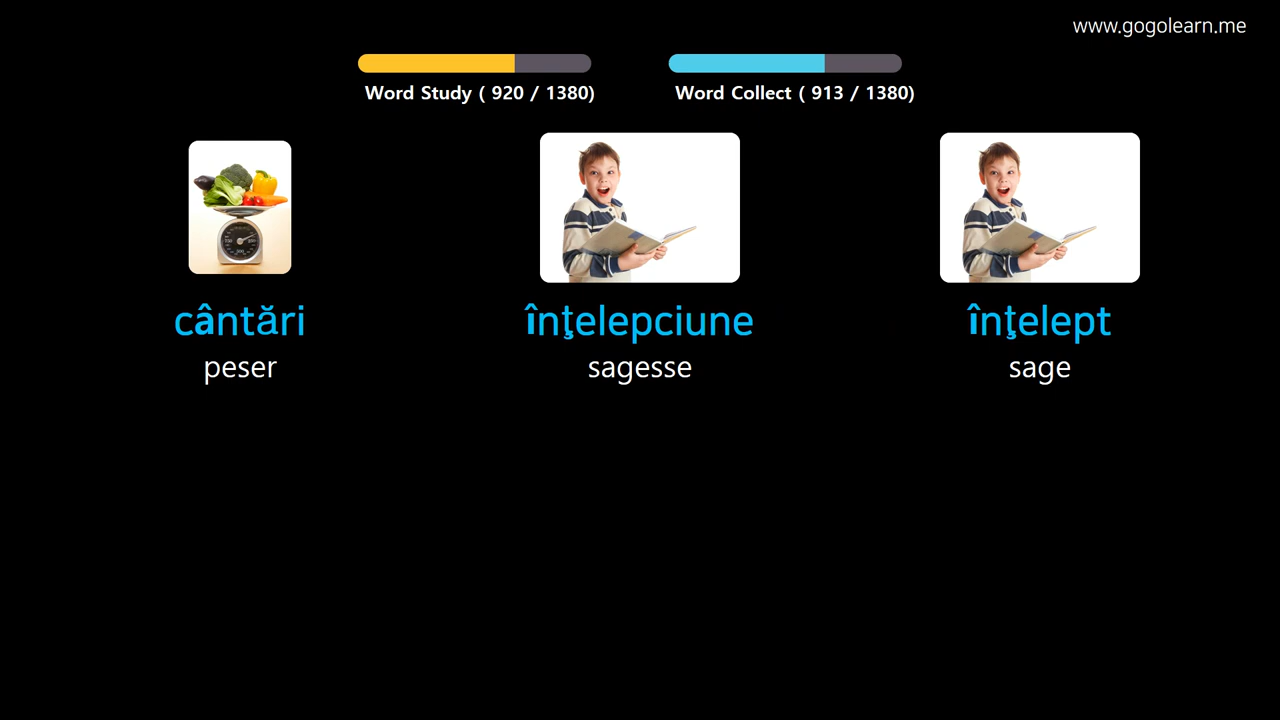 www.gogolearn.me
Word Study ( 920 / 1380)
Word Collect ( 913 / 1380)
cântări
înţelepciune
înţelept
peser
sagesse
sage